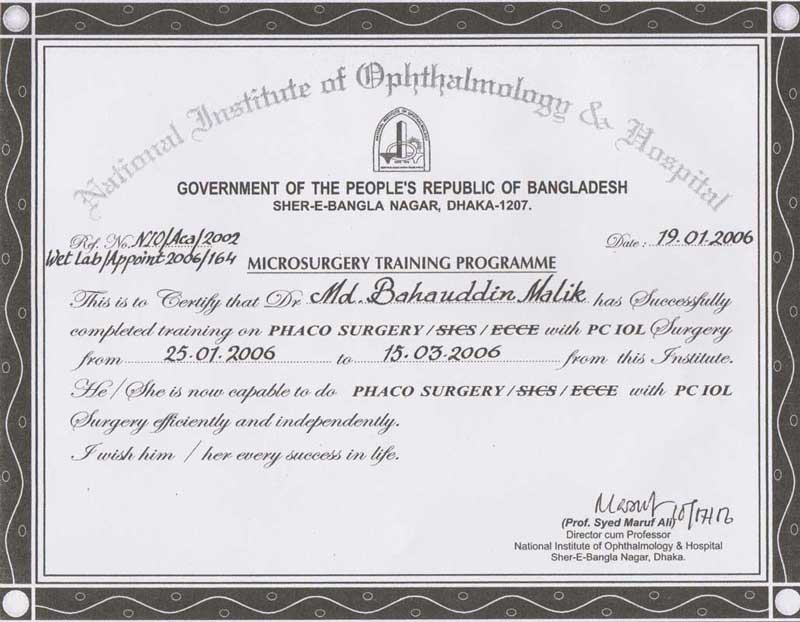 National Institute of Ophthalmology & Hospital
GOVERNMENT OF THE PEOPLE'S REPUBLIC OF BANGLADESH
SHER-E-BANGLA NAGAR, DHAKA-1207.
Ref. No. NIO/Aca/2002
Wet Lab/Appoint 2006/164
Date : 19.01.2006
MICROSURGERY TRAINING PROGRAMME
This is to Certify that Dr Md. Bahauddin Malik has Successfully
completed training on PHACO SURGERY / SICS / ECCE with PC IOL Surgery
from 25.01.2006 to 15.03.2006 from this Institute.
He / She is now capable to do PHACO SURGERY / SICS / ECCE with PC IOL
Surgery efficiently and independently.
I wish him / her every success in life.
(Prof. Syed Maruf Ali)
Director cum Professor
National Institute of Ophthalmology & Hospital
Sher-E-Bangla Nagar, Dhaka.